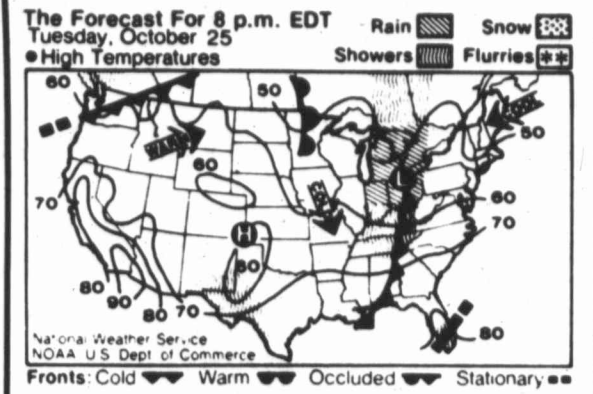 The Forecast For 8 p.m. EDT
Tuesday, October 25
High Temperatures
Rain
Snow
Showers
Flurries
60
50
50
WARM
60
70
60
70
H
80
L
80
90
80
70
80
National Weather Service
NOAA U S Dept of Commerce
Fronts: Cold
Warm
Occluded
Stationary